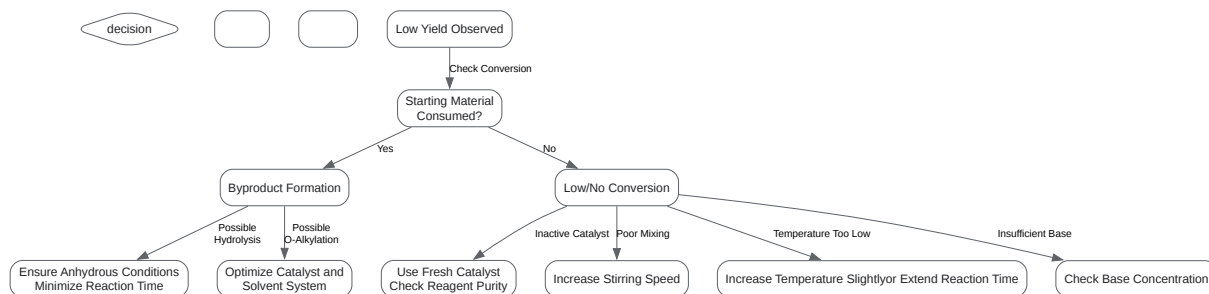 decision
Low Yield Observed
Check Conversion
Starting Material
Consumed?
Yes
No
Byproduct Formation
Low/No Conversion
Possible
Hydrolysis
Possible
O-Alkylation
Inactive Catalyst
Poor Mixing
Temperature Too Low
Insufficient Base
Ensure Anhydrous Conditions
Minimize Reaction Time
Optimize Catalyst and
Solvent System
Use Fresh Catalyst
Check Reagent Purity
Increase Stirring Speed
Increase Temperature Slightlyor Extend Reaction Time
Check Base Concentration